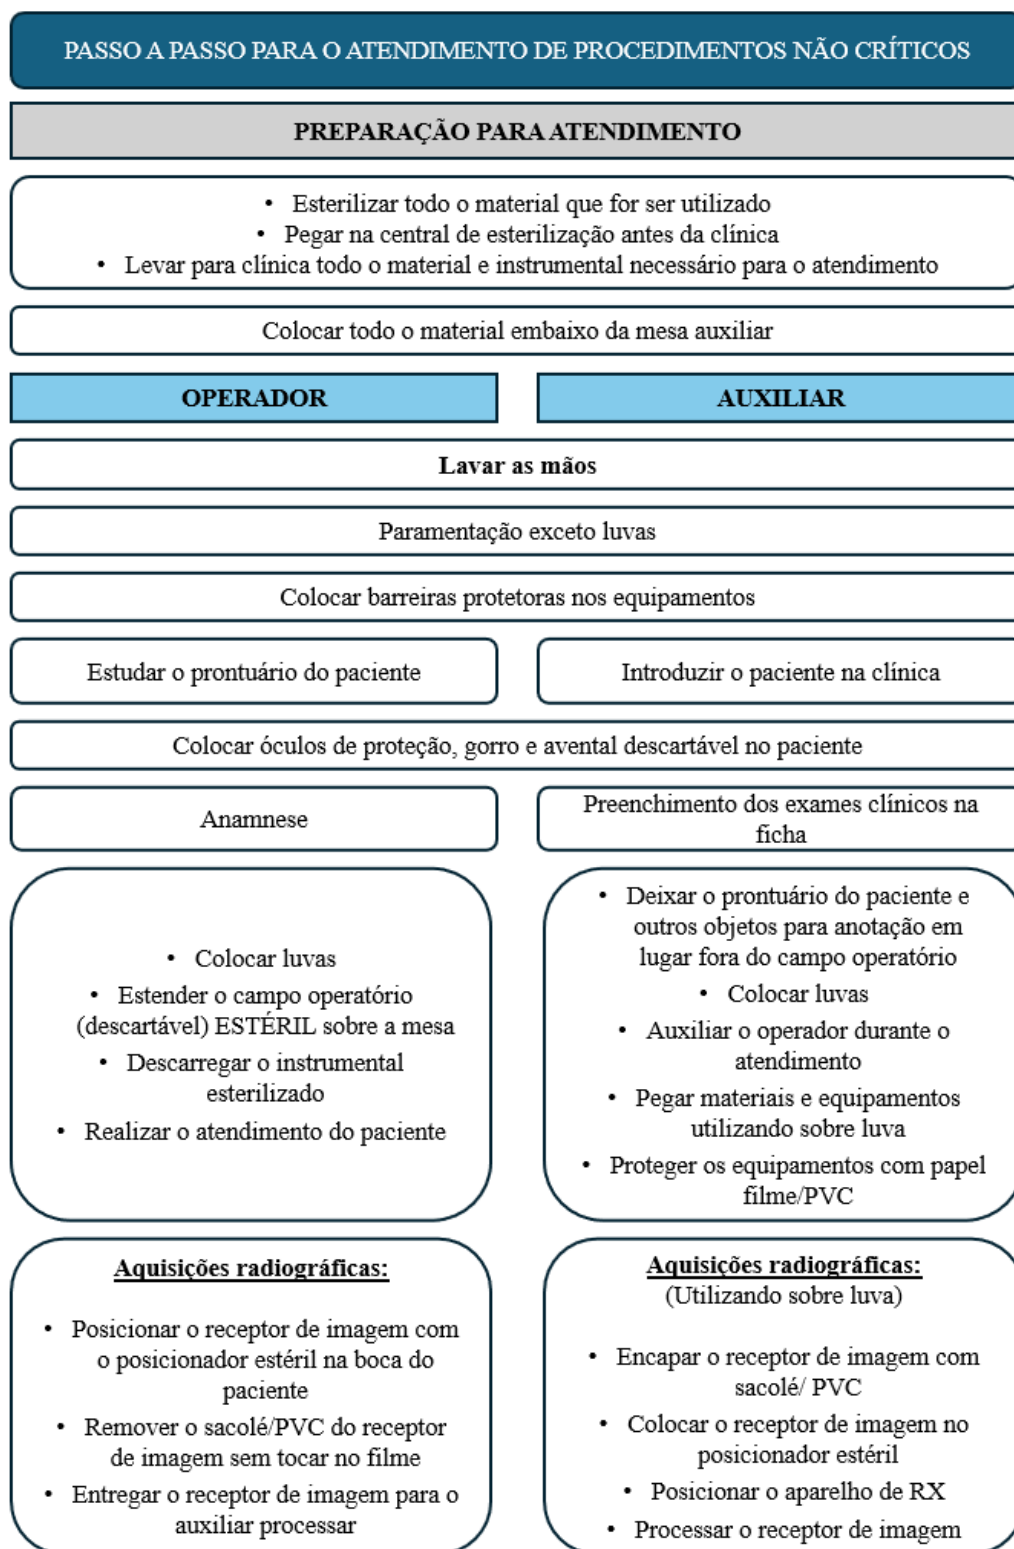 PASSO A PASSO PARA O ATENDIMENTO DE PROCEDIMENTOS NÃO CRÍTICOS
PREPARAÇÃO PARA ATENDIMENTO
• Esterilizar todo o material que for ser utilizado
• Pegar na central de esterilização antes da clínica
• Levar para clínica todo o material e instrumental necessário para o atendimento
Colocar todo o material embaixo da mesa auxiliar
OPERADOR
AUXILIAR
Lavar as mãos
Paramentação exceto luvas
Colocar barreiras protetoras nos equipamentos
Estudar o prontuário do paciente
Introduzir o paciente na clínica
Colocar óculos de proteção, gorro e avental descartável no paciente
Anamnese
Preenchimento dos exames clínicos na
ficha
• Colocar luvas
• Estender o campo operatório
(descartável) ESTÉRIL sobre a mesa
• Descarregar o instrumental
esterilizado
• Realizar o atendimento do paciente
• Deixar o prontuário do paciente e
outros objetos para anotação em
lugar fora do campo operatório
• Colocar luvas
• Auxiliar o operador durante o
atendimento
• Pegar materiais e equipamentos
utilizando sobre luva
• Proteger os equipamentos com papel
filme/PVC
Aquisições radiográficas:
• Posicionar o receptor de imagem com
o posicionador estéril na boca do
paciente
• Remover o sacolé/PVC do receptor
de imagem sem tocar no filme
• Entregar o receptor de imagem para o
auxiliar processar
Aquisições radiográficas:
(Utilizando sobre luva)
• Encapar o receptor de imagem com
sacolé/ PVC
• Colocar o receptor de imagem no
posicionador estéril
• Posicionar o aparelho de RX
• Processar o receptor de imagem